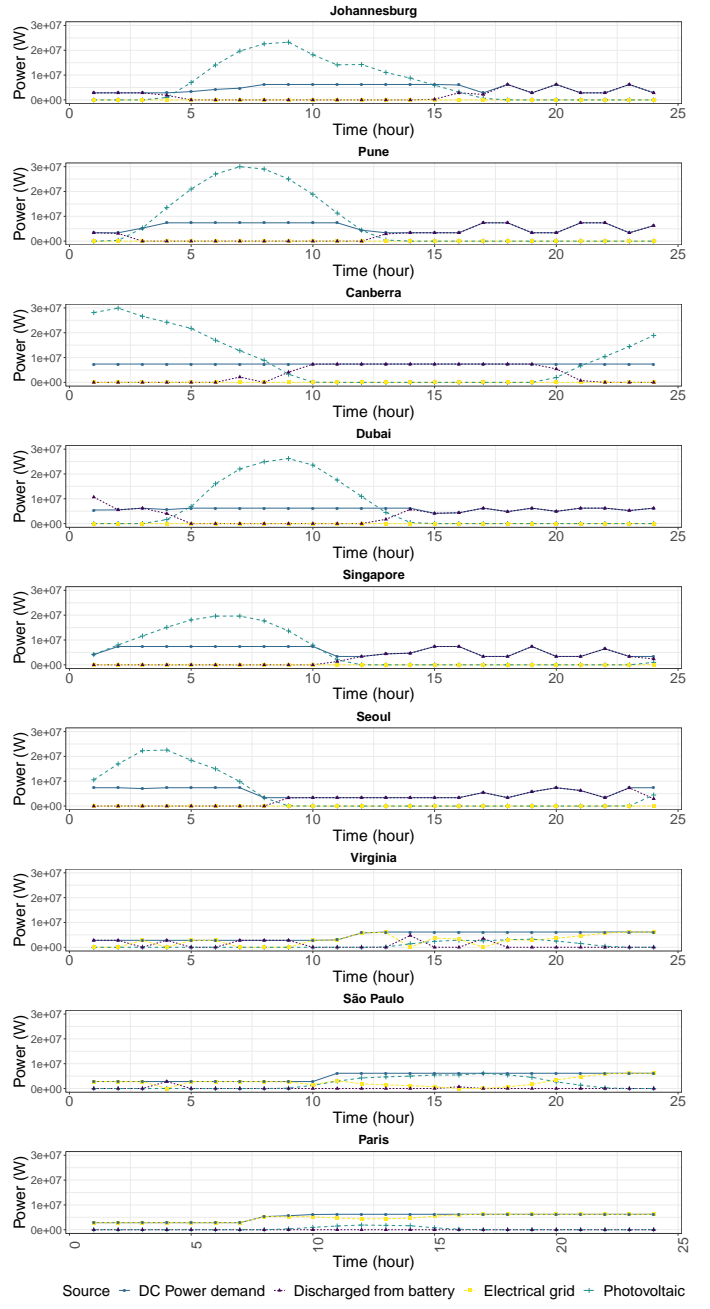 Johannesburg
Power (W)
3e+07
2e+07
1e+07
0e+00
0 5 10 15 20 25
Time (hour)
Pune
Power (W)
3e+07
2e+07
1e+07
0e+00
0 5 10 15 20 25
Time (hour)
Canberra
Power (W)
3e+07
2e+07
1e+07
0e+00
0 5 10 15 20 25
Time (hour)
Dubai
Power (W)
3e+07
2e+07
1e+07
0e+00
0 5 10 15 20 25
Time (hour)
Singapore
Power (W)
3e+07
2e+07
1e+07
0e+00
0 5 10 15 20 25
Time (hour)
Seoul
Power (W)
3e+07
2e+07
1e+07
0e+00
0 5 10 15 20 25
Time (hour)
Virginia
Power (W)
3e+07
2e+07
1e+07
0e+00
0 5 10 15 20 25
Time (hour)
São Paulo
Power (W)
3e+07
2e+07
1e+07
0e+00
0 5 10 15 20 25
Time (hour)
Paris
Power (W)
3e+07
2e+07
1e+07
0e+00
0 5 10 15 20 25
Time (hour)
Source DC Power demand Discharged from battery Electrical grid Photovoltaic